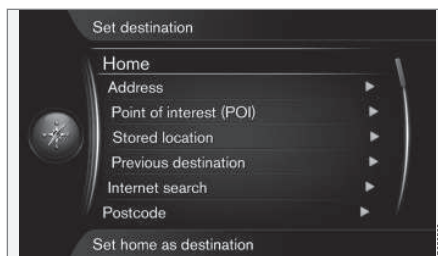 Set destination
Home
Address
Point of interest (POI)
Stored location
Previous destination
Internet search
Postcode
Set home as destination